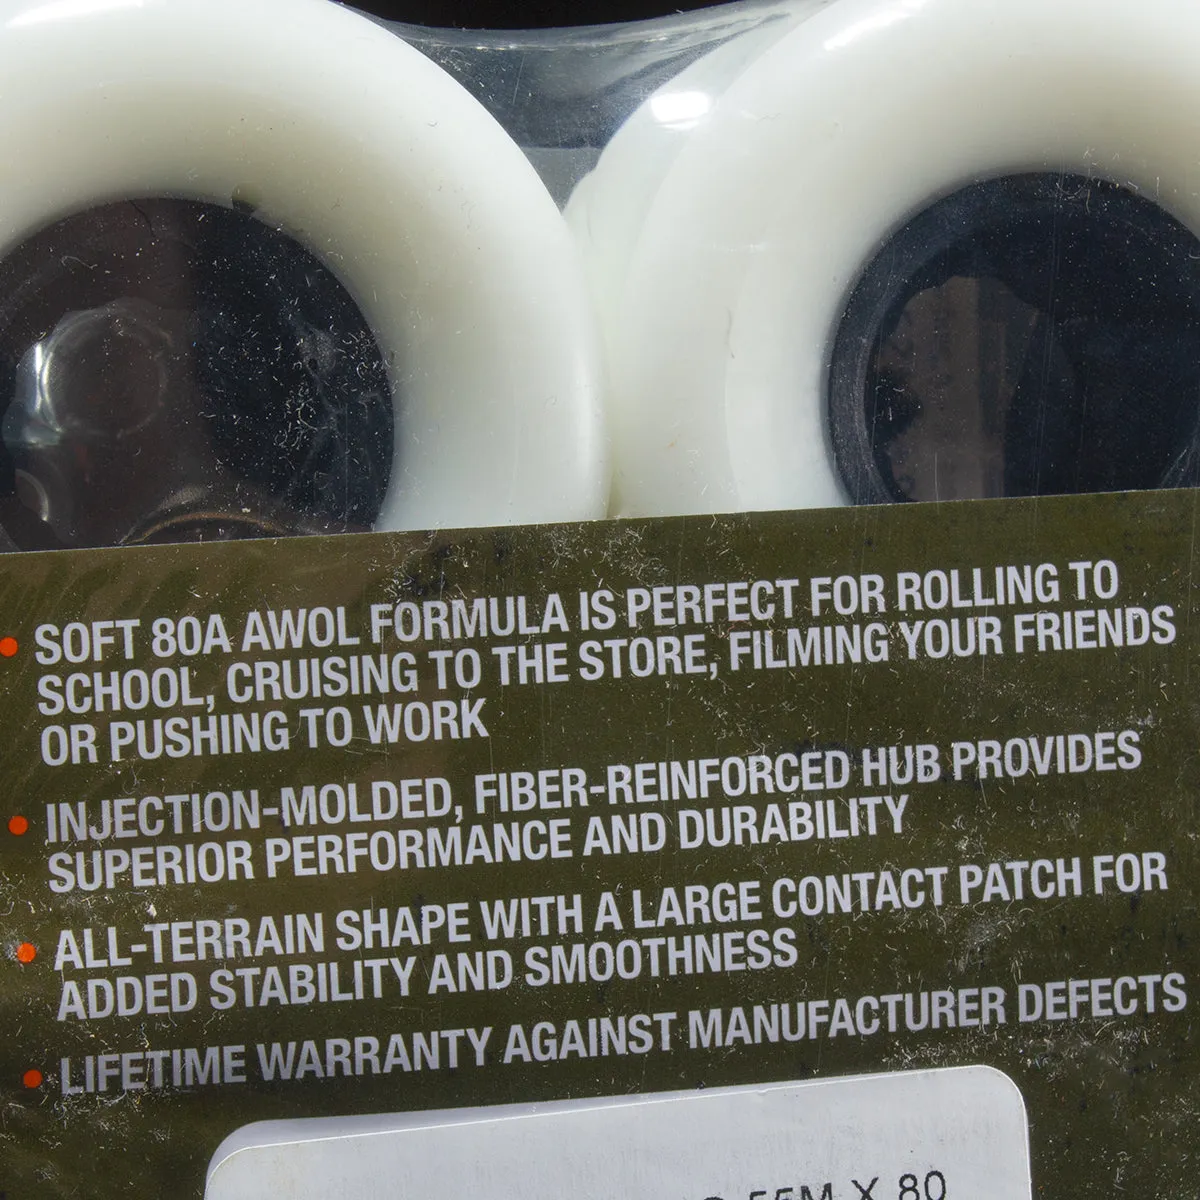 SOFT 80A AWOL FORMULA IS PERFECT FOR ROLLING TO
SCHOOL, CRUISING TO THE STORE, FILMING YOUR FRIENDS
OR PUSHING TO WORK
INJECTION-MOLDED, FIBER-REINFORCED HUB PROVIDES
SUPERIOR PERFORMANCE AND DURABILITY
ALL-TERRAIN SHAPE WITH A LARGE CONTACT PATCH FOR
ADDED STABILITY AND SMOOTHNESS
LIFETIME WARRANTY AGAINST MANUFACTURER DEFECTS
55M X 80